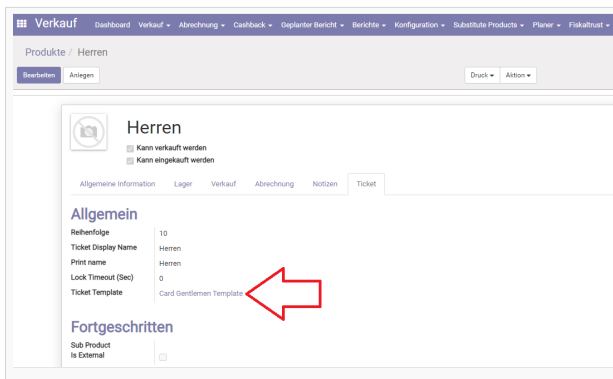 Verkauf Dashboard Verkauf Abrechnung Cashback Geplanter Bericht Berichte Konfiguration Substitute Products Planer Fiskaltrust
Produkte / Herren
Bearbeiten Anlegen Druck Aktion
Herren
Kann verkauft werden
Kann eingekauft werden
Allgemeine Information Lager Verkauf Abrechnung Notizen Ticket
Allgemein
Reihenfolge 10
Ticket Display Name Herren
Print name Herren
Lock Timeout (Sec) 0
Ticket Template Card Gentlemen Template
Fortgeschritten
Sub Product
Is External